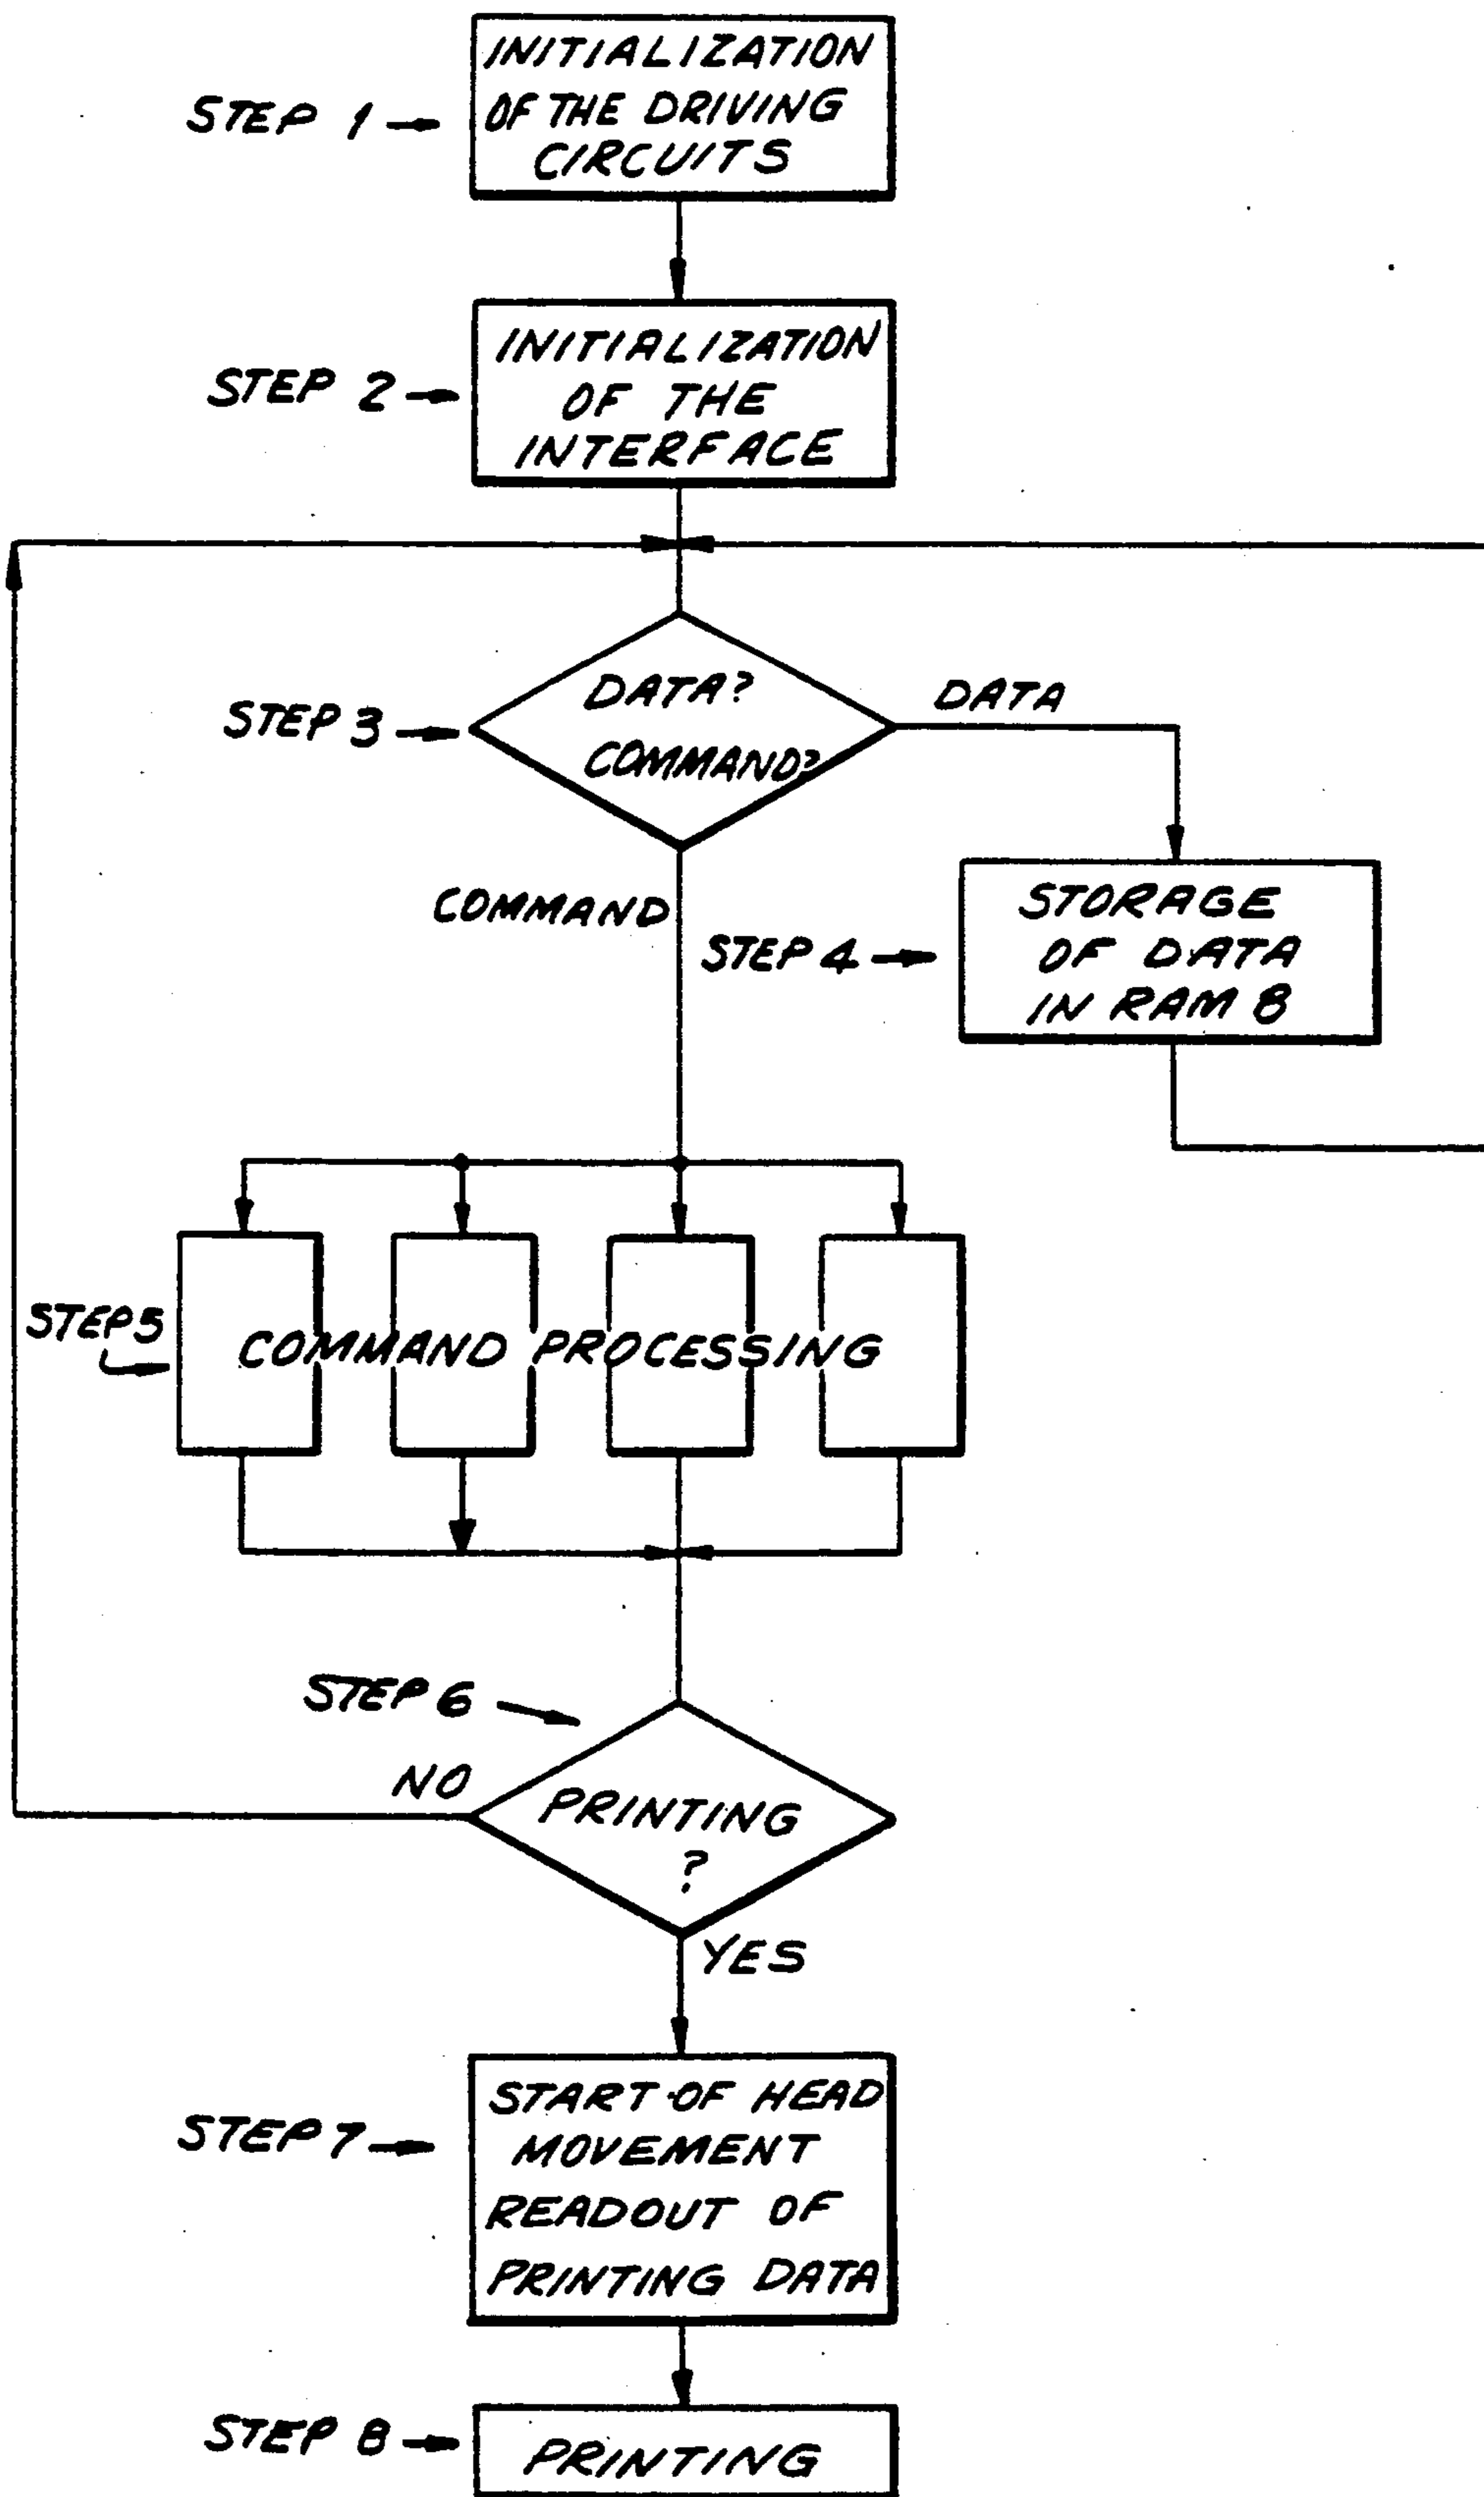 STEP 1
INITIALIZATION
OF THE DRIVING
CIRCUITS
STEP 2
INITIALIZATION
OF THE
INTERFACE
STEP 3
DATA?
COMMAND?
DATA
COMMAND
STEP 4
STORAGE
OF DATA
IN RAM 8
STEP 5
COMMAND PROCESSING
STEP 6
NO
PRINTING
?
YES
STEP 7
START OF HEAD
MOVEMENT
READOUT OF
PRINTING DATA
STEP 8
PRINTING